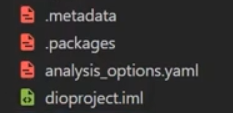 .metadata
.packages
analysis_options.yaml
dioproject.iml